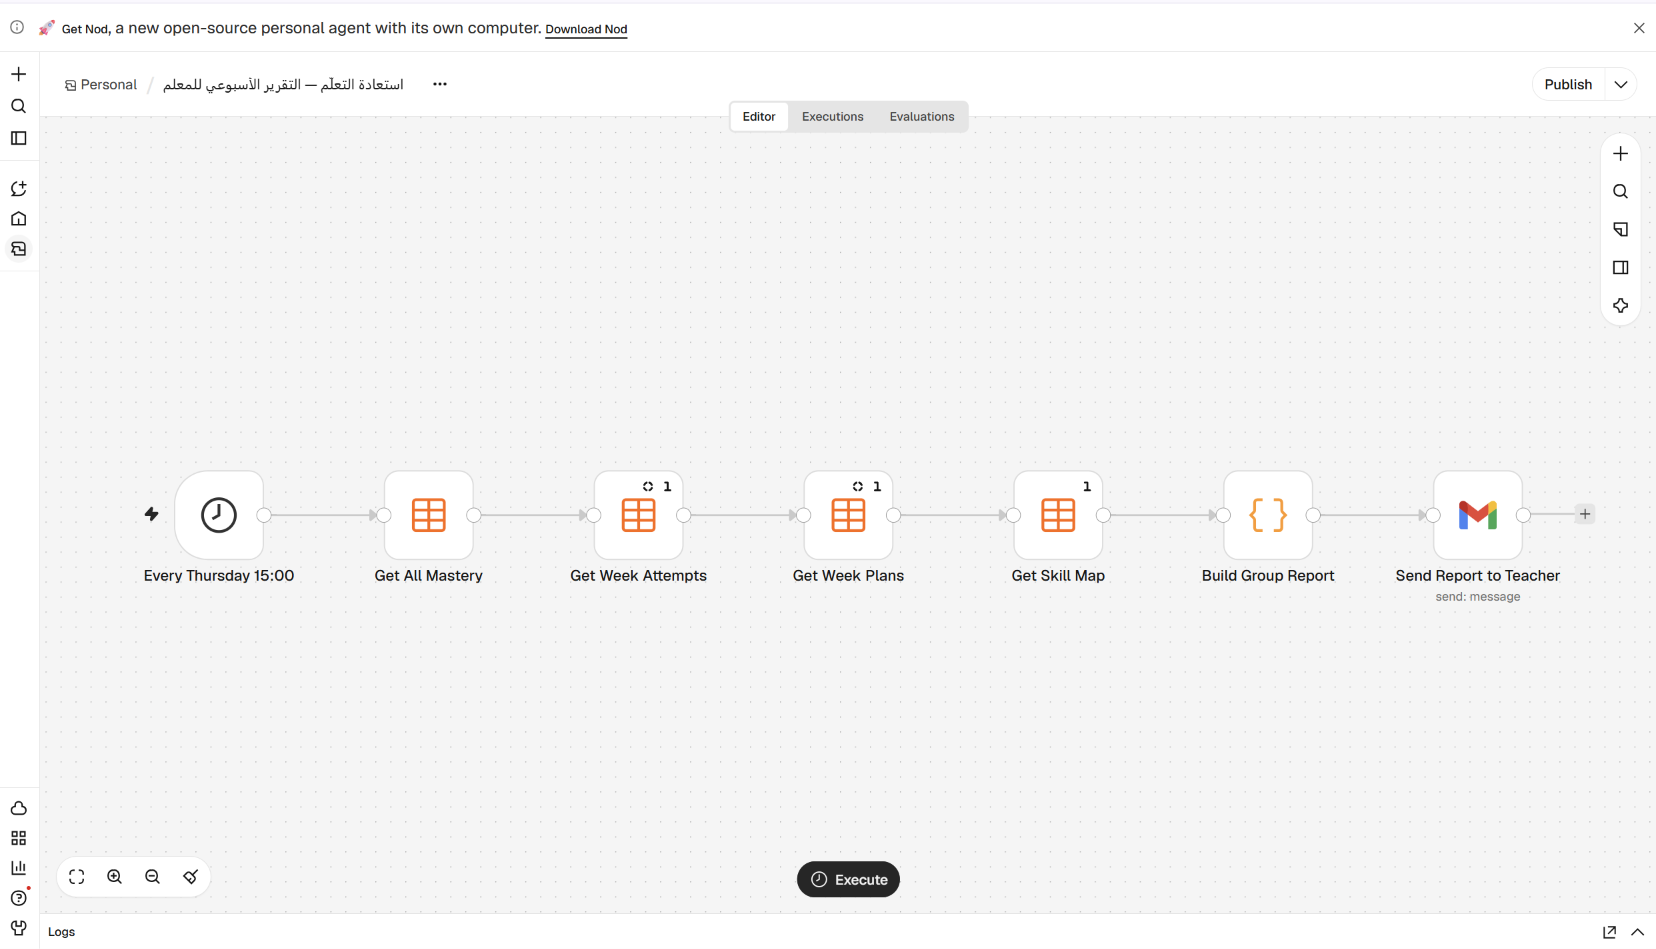 Get Nod, a new open-source personal agent with its own computer. Download Nod
Personal / استعادة التعلّم — التقرير الأسبوعي للمعلم
Publish
Editor Executions Evaluations
1 1 1
Every Thursday 15:00 Get All Mastery Get Week Attempts Get Week Plans Get Skill Map Build Group Report Send Report to Teacher
send: message
Execute
Logs